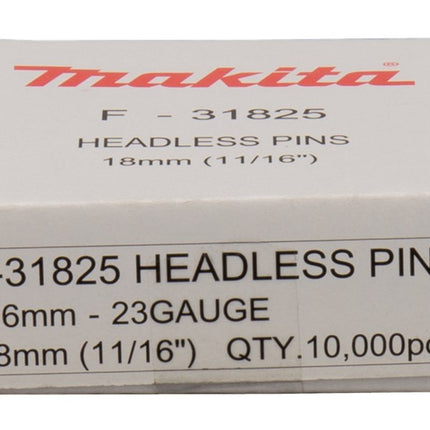 makita
F - 31825
HEADLESS PINS
18mm (11/16")
-31825 HEADLESS PIN
6mm - 23GAUGE
8mm (11/16") QTY.10,000pc